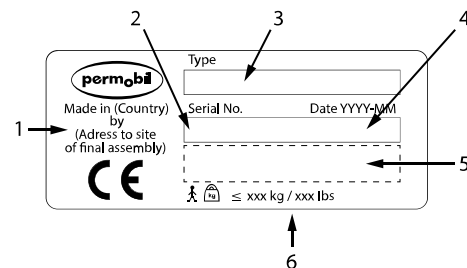 2
3
4
Type
permobil
Serial No.
Date YYYY-MM
Made in (Country)
by
1
(Adress to site
of final assembly)
5
CE
kg
≤ xxx kg / xxx lbs
6